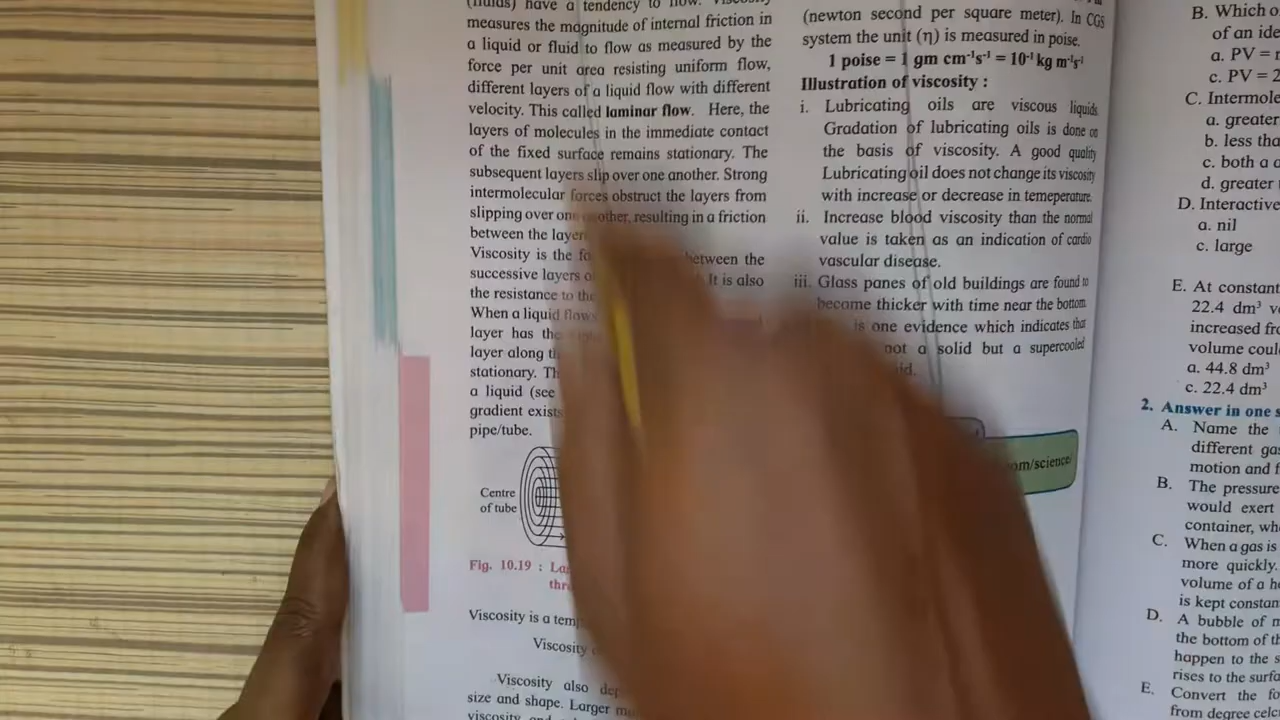 (fluids) have a tendency to flow. Viscosity
measures the magnitude of internal friction in
a liquid or fluid to flow as measured by the
force per unit area resisting uniform flow,
different layers of a liquid flow with different
velocity. This called laminar flow. Here, the
layers of molecules in the immediate contact
of the fixed surface remains stationary. The
subsequent layers slip over one another. Strong
intermolecular forces obstruct the layers from
slipping over one another, resulting in a friction
between the layer
Viscosity is the between the
successive layers It is also
the resistance to the
When a liquid flows
layer has the
layer along
stationary.
a liquid (see
gradient exists
pipe/tube.
Centre
of tube
Fig. 10.19 :
Viscosity is a
Viscosity
Viscosity also
size and shape. Larger
viscosity and
(newton second per square meter). In CGS
system the unit (η) is measured in poise.
1 poise = 1 gm cm⁻¹s⁻¹ = 10⁻¹ kg m⁻¹s⁻¹
Illustration of viscosity :
i. Lubricating oils are viscous liquids.
Gradation of lubricating oils is done on
the basis of viscosity. A good quality
Lubricating oil does not change its viscosity
with increase or decrease in temeperature.
ii. Increase blood viscosity than the normal
value is taken as an indication of cardio
vascular disease.
iii. Glass panes of old buildings are found to
become thicker with time near the bottom.
is one evidence which indicates that
not a solid but a supercooled
om/science/
B. Which o
of an ide
a. PV =
c. PV = 2
C. Intermole
a. greater
b. less tha
c. both a a
d. greater
D. Interactive
a. nil
c. large
E. At constant
22.4 dm³ v
increased fro
volume coul
a. 44.8 dm³
c. 22.4 dm³
2. Answer in one s
A. Name the
different gas
motion and f
B. The pressure
would exert
container, wh
C. When a gas is
more quickly.
volume of a h
is kept constan
D. A bubble of m
the bottom of th
happen to the s
rises to the surfa
E. Convert the fo
from degree celc